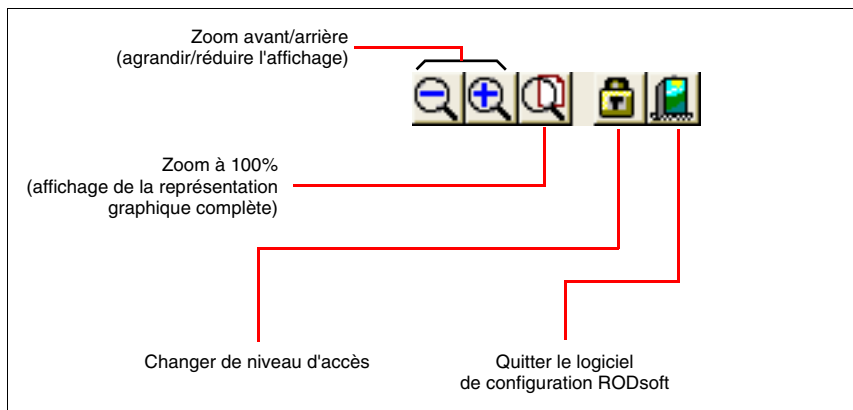 Zoom avant/arrière
(agrandir/réduire l'affichage)
Zoom à 100%
(affichage de la représentation
graphique complète)
Changer de niveau d'accès
Quitter le logiciel
de configuration RODsoft